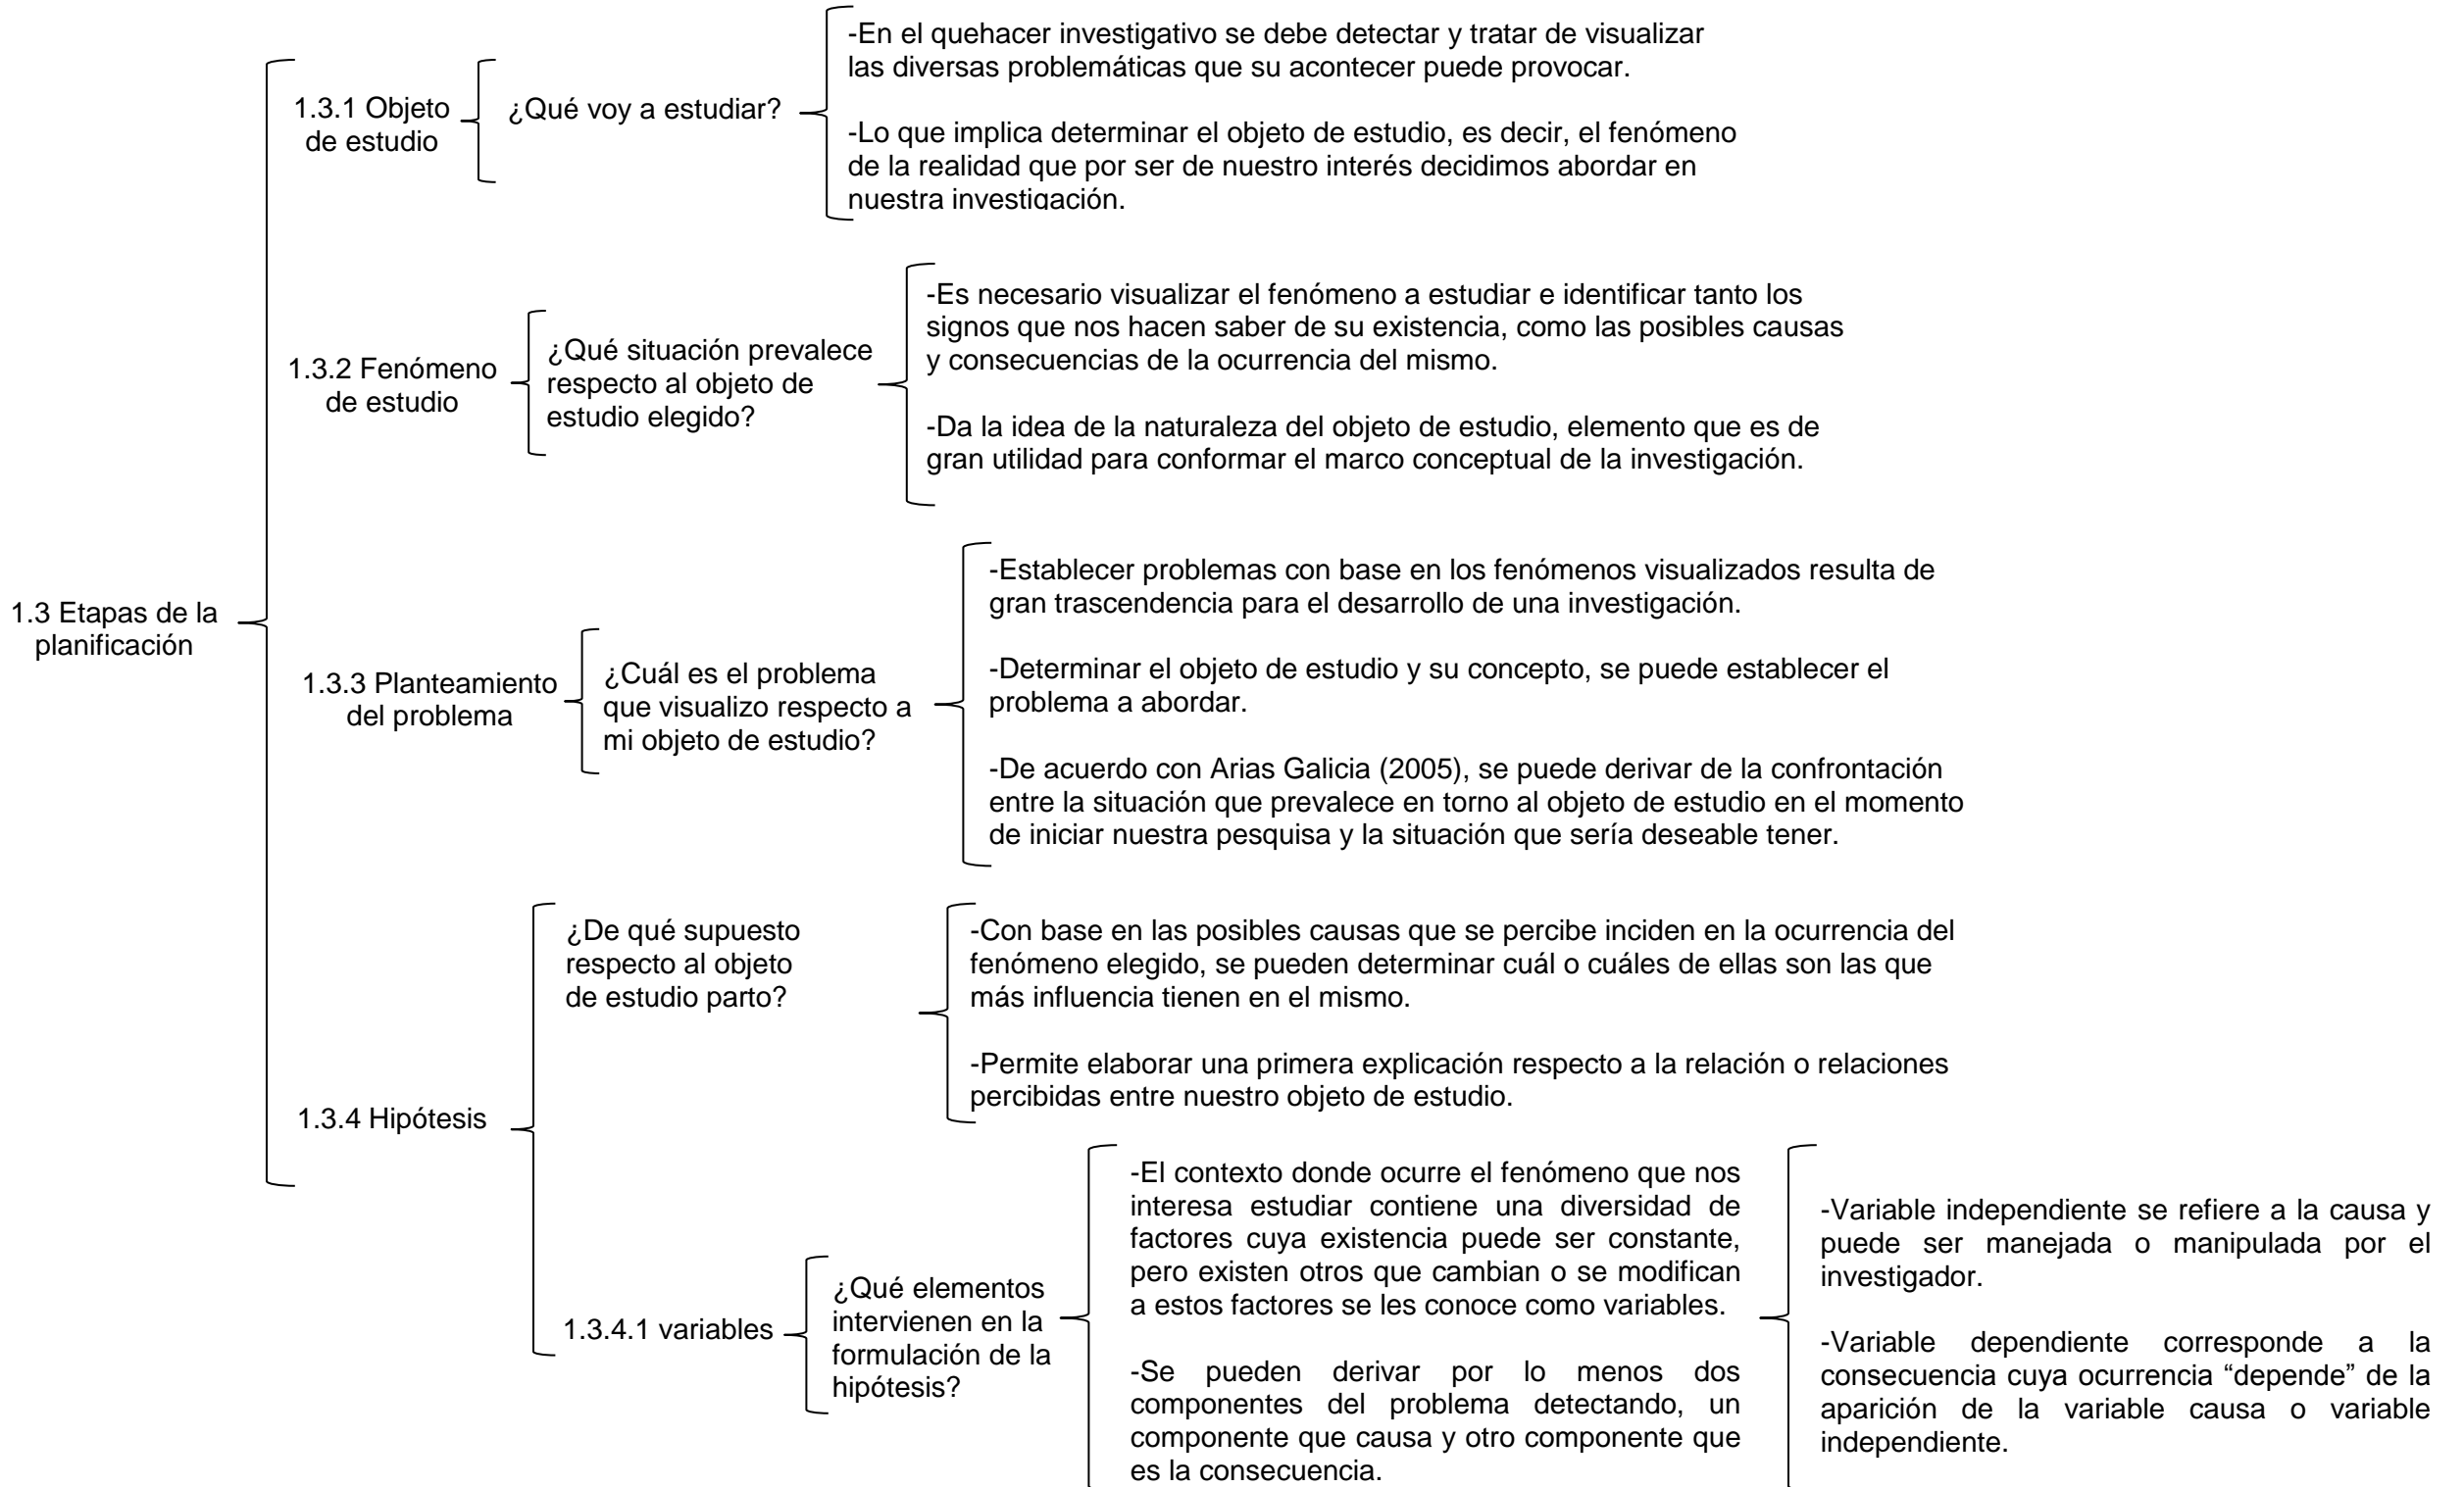 1.3 Etapas de la
planificación
1.3.1 Objeto
de estudio
¿Qué voy a estudiar?
-En el quehacer investigativo se debe detectar y tratar de visualizar
las diversas problemáticas que su acontecer puede provocar.
-Lo que implica determinar el objeto de estudio, es decir, el fenómeno
de la realidad que por ser de nuestro interés decidimos abordar en
nuestra investigación.
1.3.2 Fenómeno
de estudio
¿Qué situación prevalece
respecto al objeto de
estudio elegido?
-Es necesario visualizar el fenómeno a estudiar e identificar tanto los
signos que nos hacen saber de su existencia, como las posibles causas
y consecuencias de la ocurrencia del mismo.
-Da la idea de la naturaleza del objeto de estudio, elemento que es de
gran utilidad para conformar el marco conceptual de la investigación.
1.3.3 Planteamiento
del problema
¿Cuál es el problema
que visualizo respecto a
mi objeto de estudio?
-Establecer problemas con base en los fenómenos visualizados resulta de
gran trascendencia para el desarrollo de una investigación.
-Determinar el objeto de estudio y su concepto, se puede establecer el
problema a abordar.
-De acuerdo con Arias Galicia (2005), se puede derivar de la confrontación
entre la situación que prevalece en torno al objeto de estudio en el momento
de iniciar nuestra pesquisa y la situación que sería deseable tener.
1.3.4 Hipótesis
¿De qué supuesto
respecto al objeto
de estudio parto?
-Con base en las posibles causas que se percibe inciden en la ocurrencia del
fenómeno elegido, se pueden determinar cuál o cuáles de ellas son las que
más influencia tienen en el mismo.
-Permite elaborar una primera explicación respecto a la relación o relaciones
percibidas entre nuestro objeto de estudio.
1.3.4.1 variables
¿Qué elementos
intervienen en la
formulación de la
hipótesis?
-El contexto donde ocurre el fenómeno que nos
interesa estudiar contiene una diversidad de
factores cuya existencia puede ser constante,
pero existen otros que cambian o se modifican
a estos factores se les conoce como variables.
-Se pueden derivar por lo menos dos
componentes del problema detectando, un
componente que causa y otro componente que
es la consecuencia.
-Variable independiente se refiere a la causa y
puede ser manejada o manipulada por el
investigador.
-Variable dependiente corresponde a la
consecuencia cuya ocurrencia “depende” de la
aparición de la variable causa o variable
independiente.